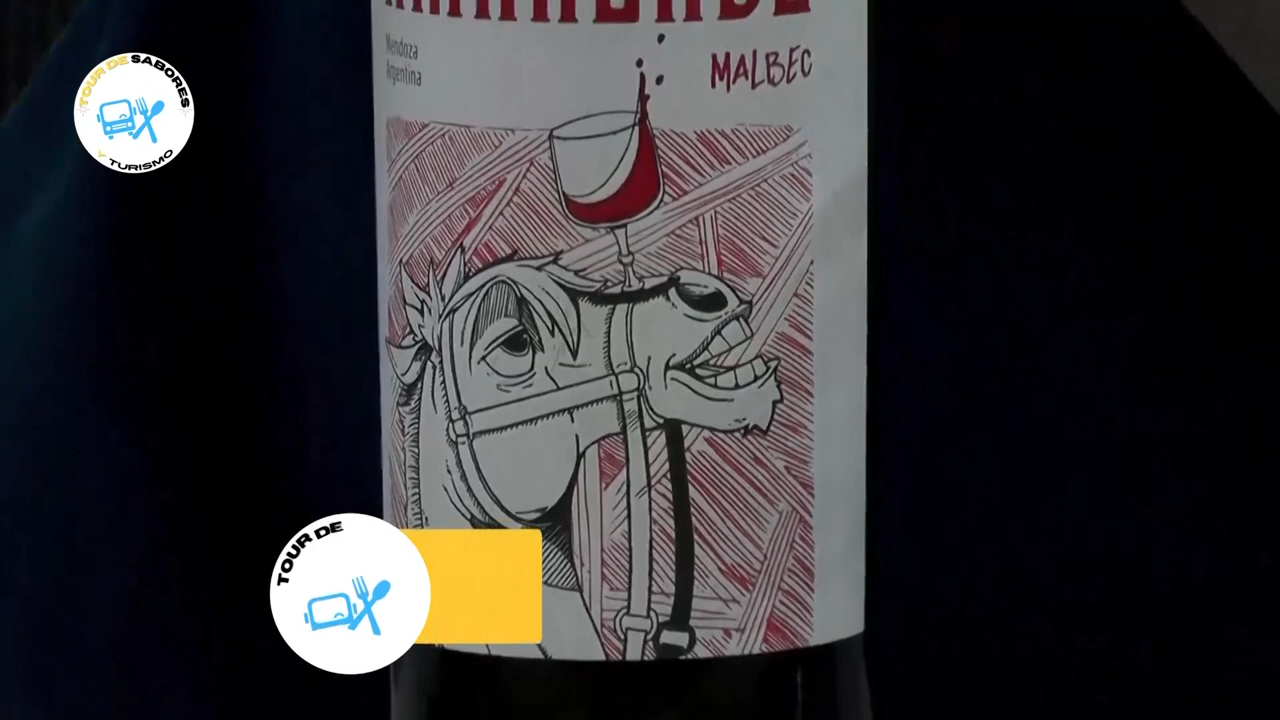 Mendoza
Argentina
MALBEC
TOUR DE SABORES
Y TURISMO
TOUR DE